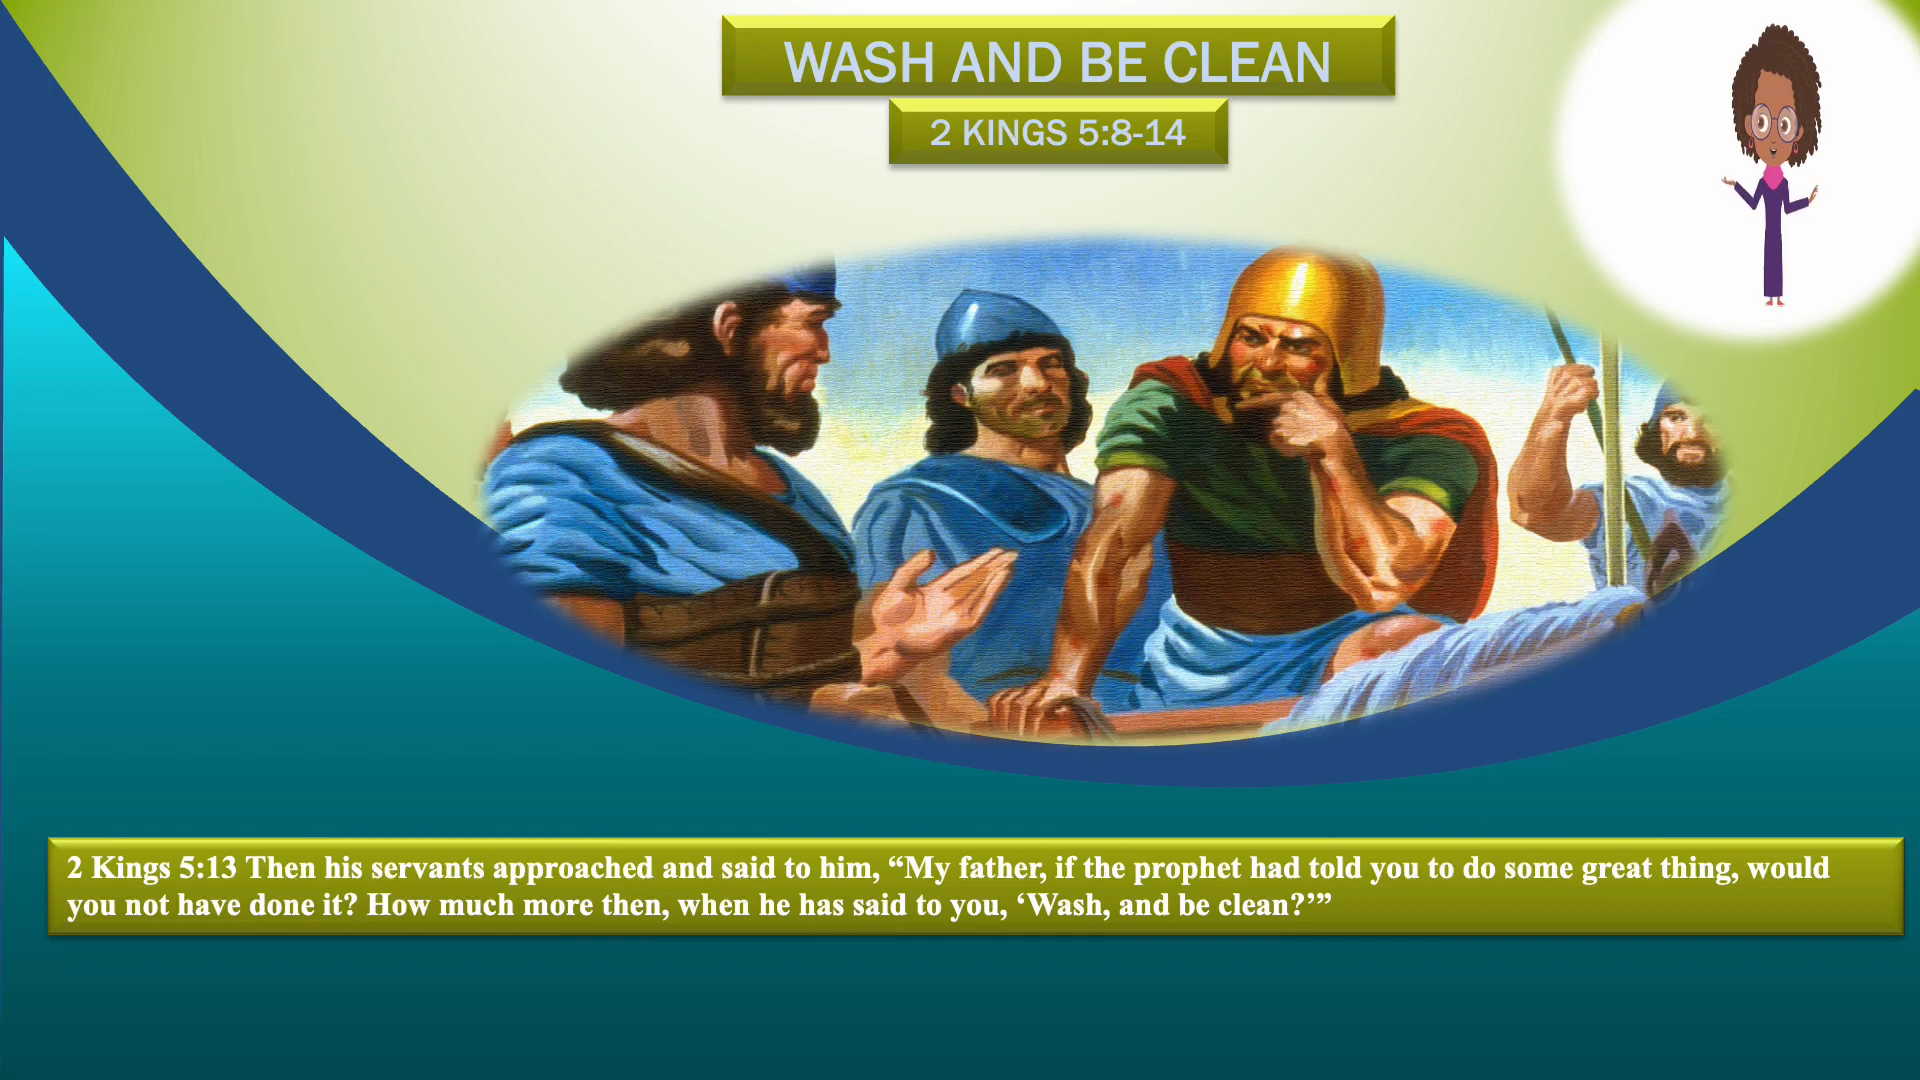 WASH AND BE CLEAN
2 KINGS 5:8-14
2 Kings 5:13 Then his servants approached and said to him, “My father, if the prophet had told you to do some great thing, would
you not have done it? How much more then, when he has said to you, ‘Wash, and be clean?’”